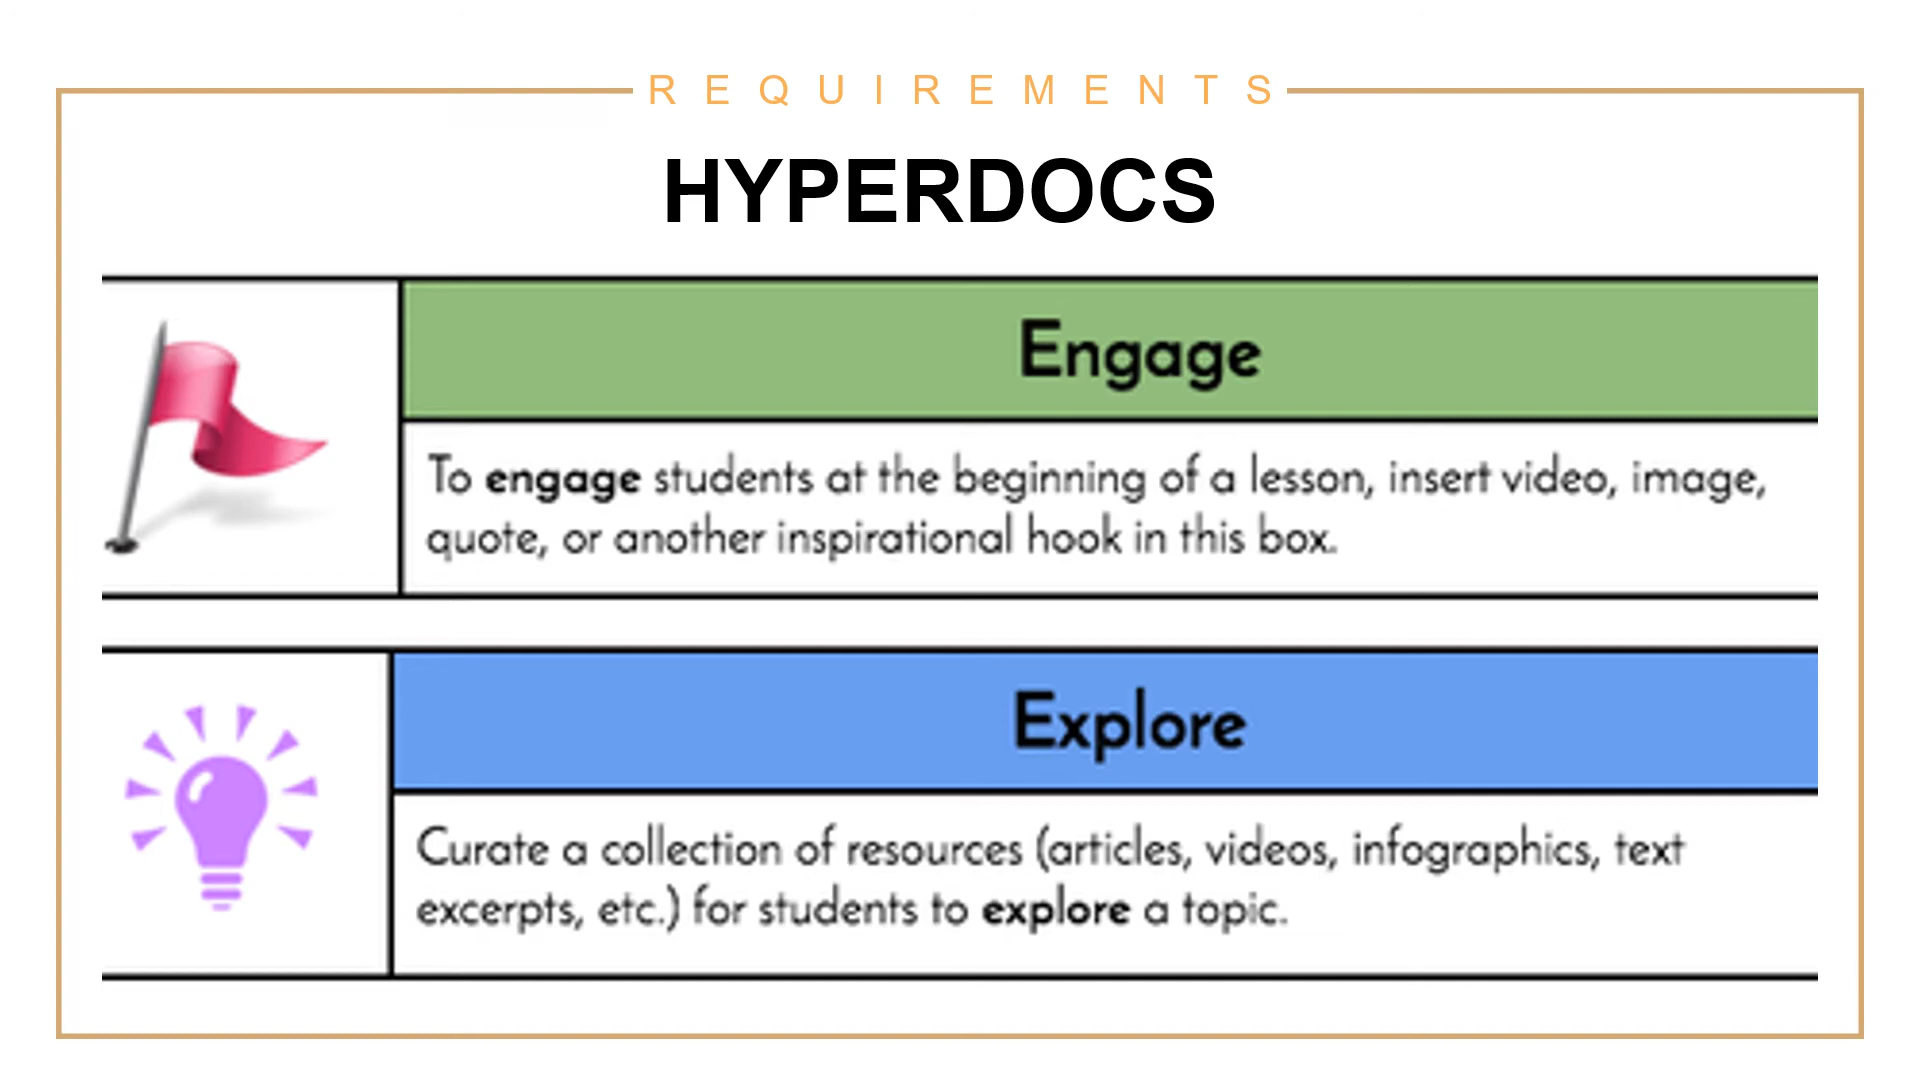 REQUIREMENTS
HYPERDOCS
Engage
To engage students at the beginning of a lesson, insert video, image,
quote, or another inspirational hook in this box.
Explore
Curate a collection of resources (articles, videos, infographics, text
excerpts, etc.) for students to explore a topic.